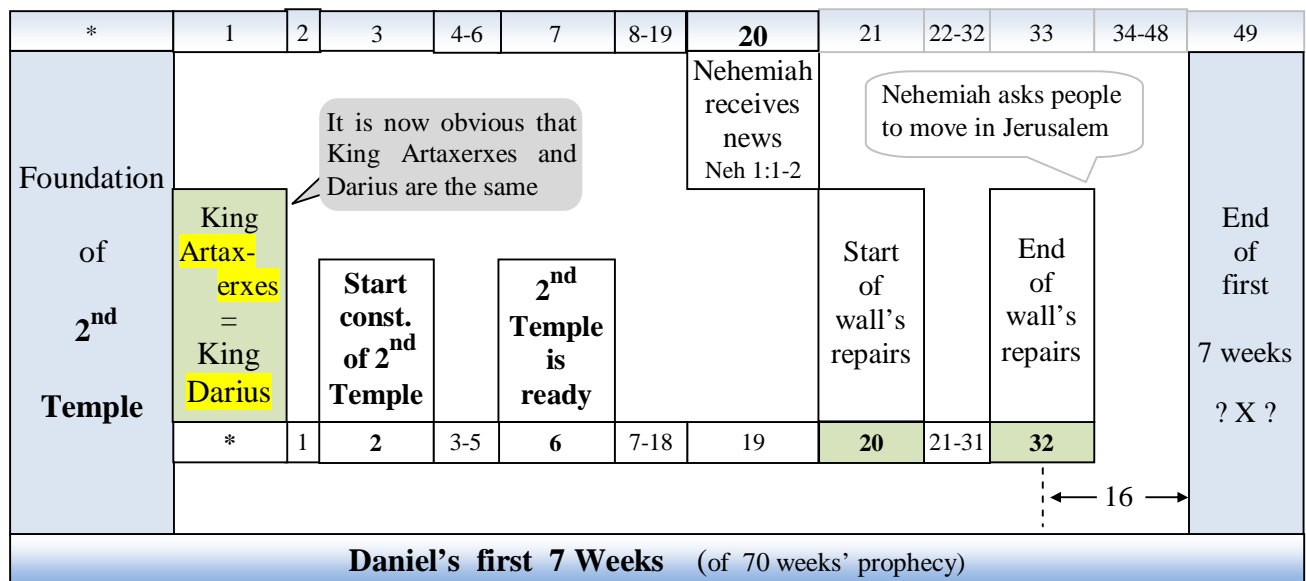 * 1 2 3 4-6 7 8-19 20 21 22-32 33 34-48 49
Foundation
of
2nd
Temple
King
Artax-
erxes
=
King
Darius
It is now obvious that
King Artaxerxes and
Darius are the same
Start
const.
of 2nd
Temple
2nd
Temple
is
ready
Nehemiah
receives
news
Neh 1:1-2
Start
of
wall's
repairs
Nehemiah asks people
to move in Jerusalem
End
of
wall's
repairs
End
of
first
7 weeks
? X ?
* 1 2 3-5 6 7-18 19 20 21-31 32
16
Daniel's first 7 Weeks (of 70 weeks' prophecy)